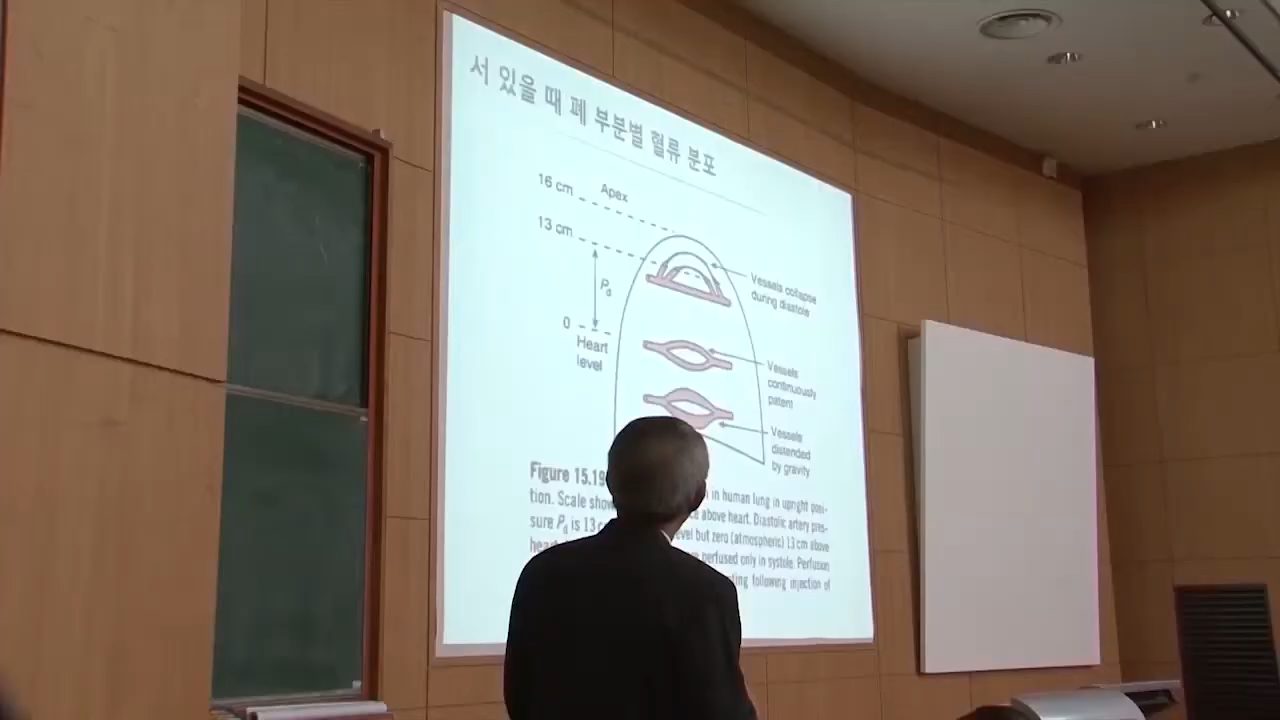 서 있을 때 폐 부분별 혈류 분포
16 cm
Apex
13 cm
Vessels collapse
during diastole
Pd
0
Heart
level
Vessels
continuously
patent
Vessels
distended
by gravity
Figure 15.19 in human lung in upright posi-
tion. Scale above heart. Diastolic artery pres-
sure Pd is 13 but zero (atmospheric) 13 cm above
perfused only in systole. Perfusion
following injection of